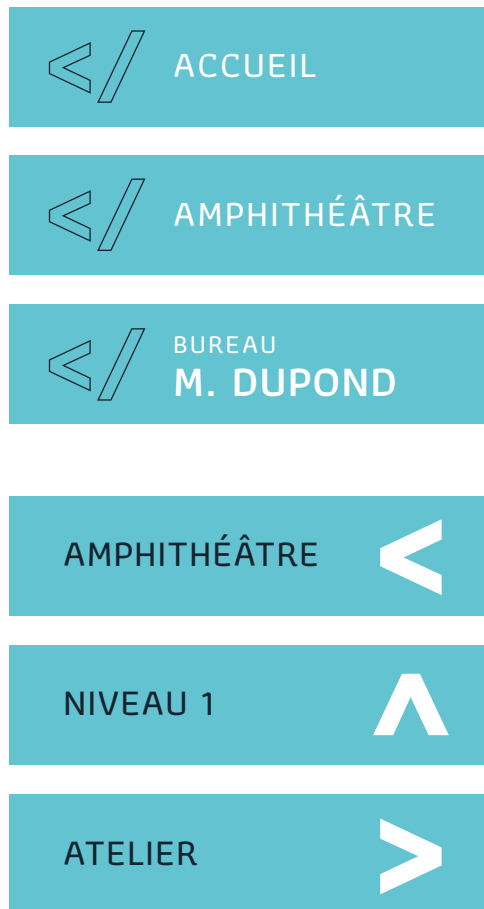 </ ACCUEIL
</ AMPHITHÉÂTRE
</ BUREAU
M. DUPOND
AMPHITHÉÂTRE <
NIVEAU 1 ^
ATELIER >